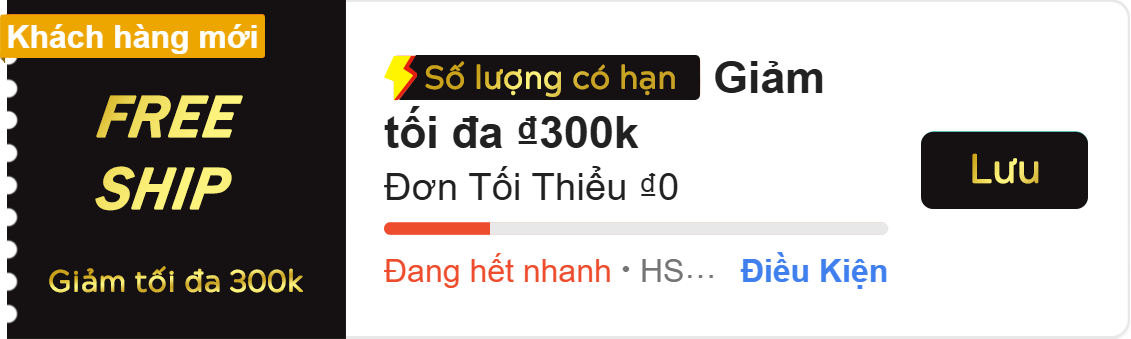 Khách hàng mới
FREE
SHIP
Giảm tối đa 300k
Số lượng có hạn Giảm
tối đa ₫300k
Đơn Tối Thiểu ₫0
Đang hết nhanh • HS... Điều Kiện
Lưu